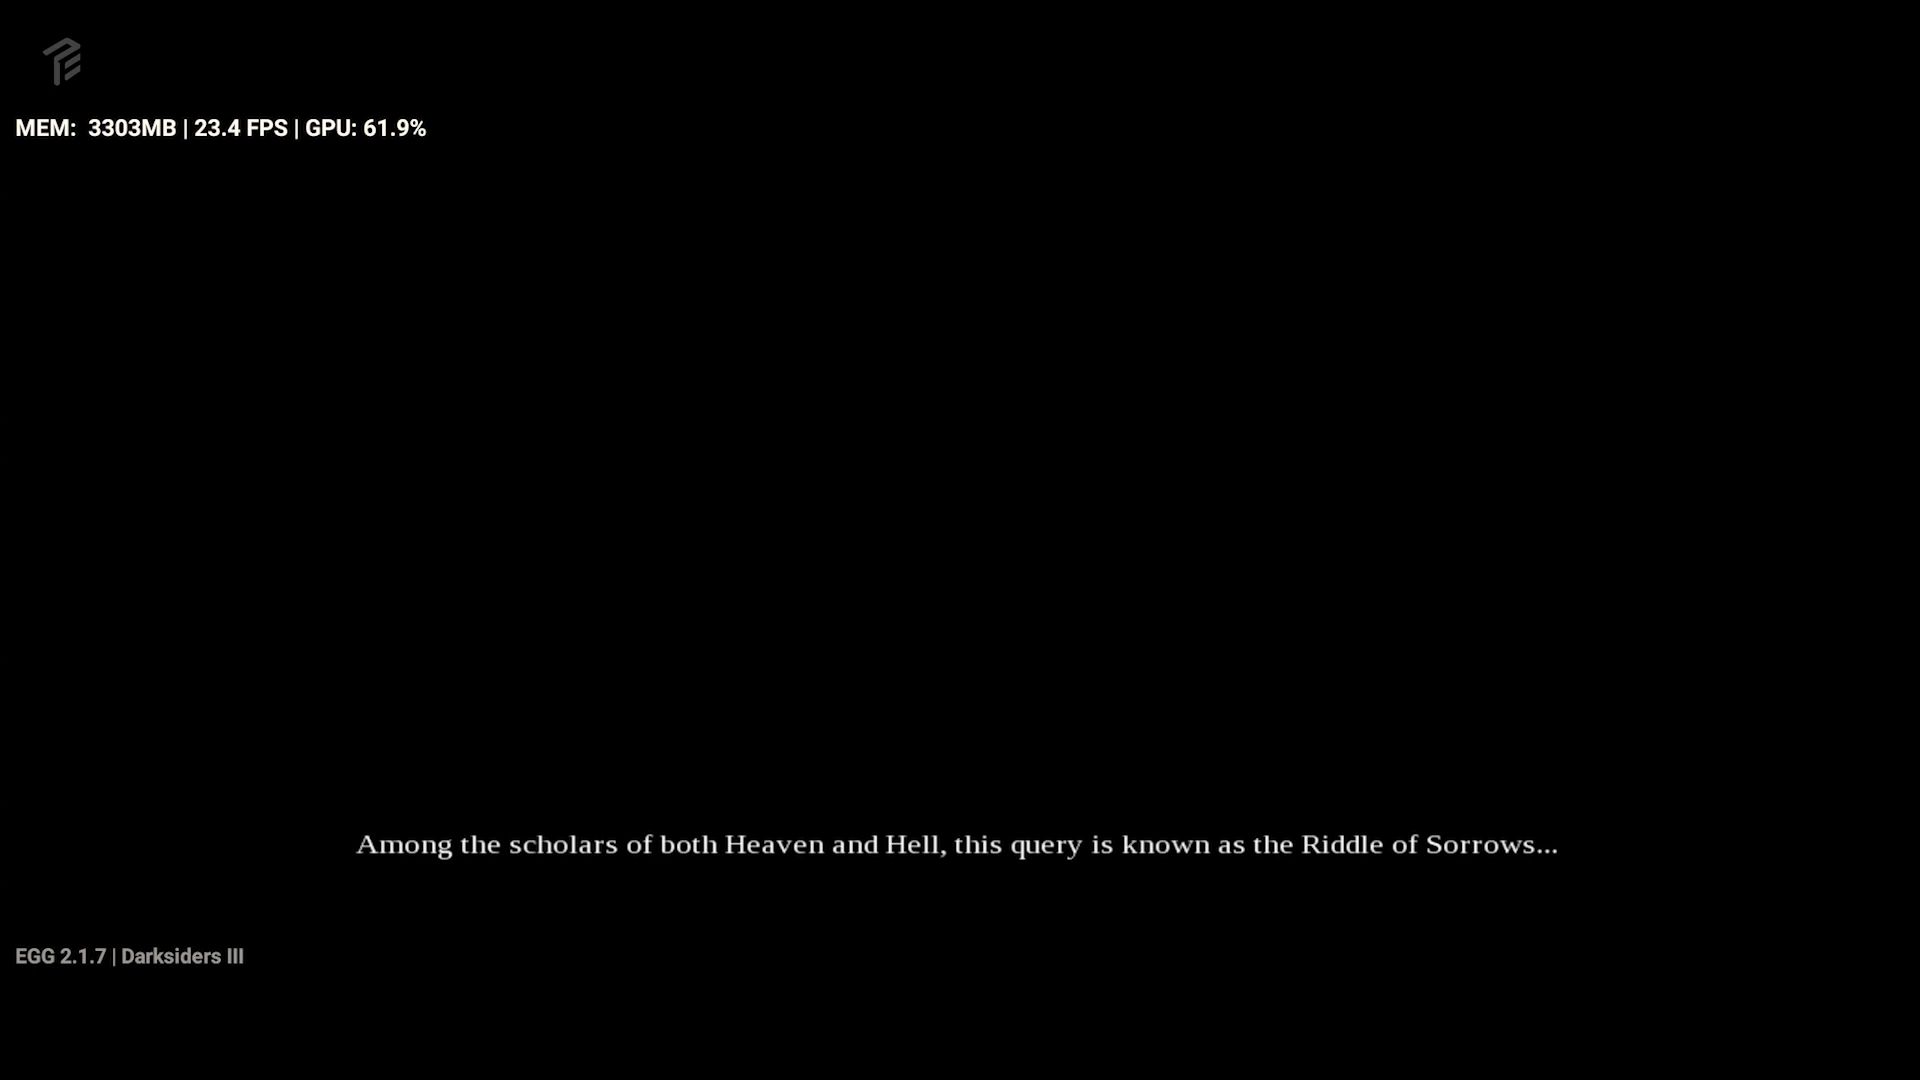 MEM: 3303MB | 23.4 FPS | GPU: 61.9%
Among the scholars of both Heaven and Hell, this query is known as the Riddle of Sorrows...
EGG 2.1.7 | Darksiders III